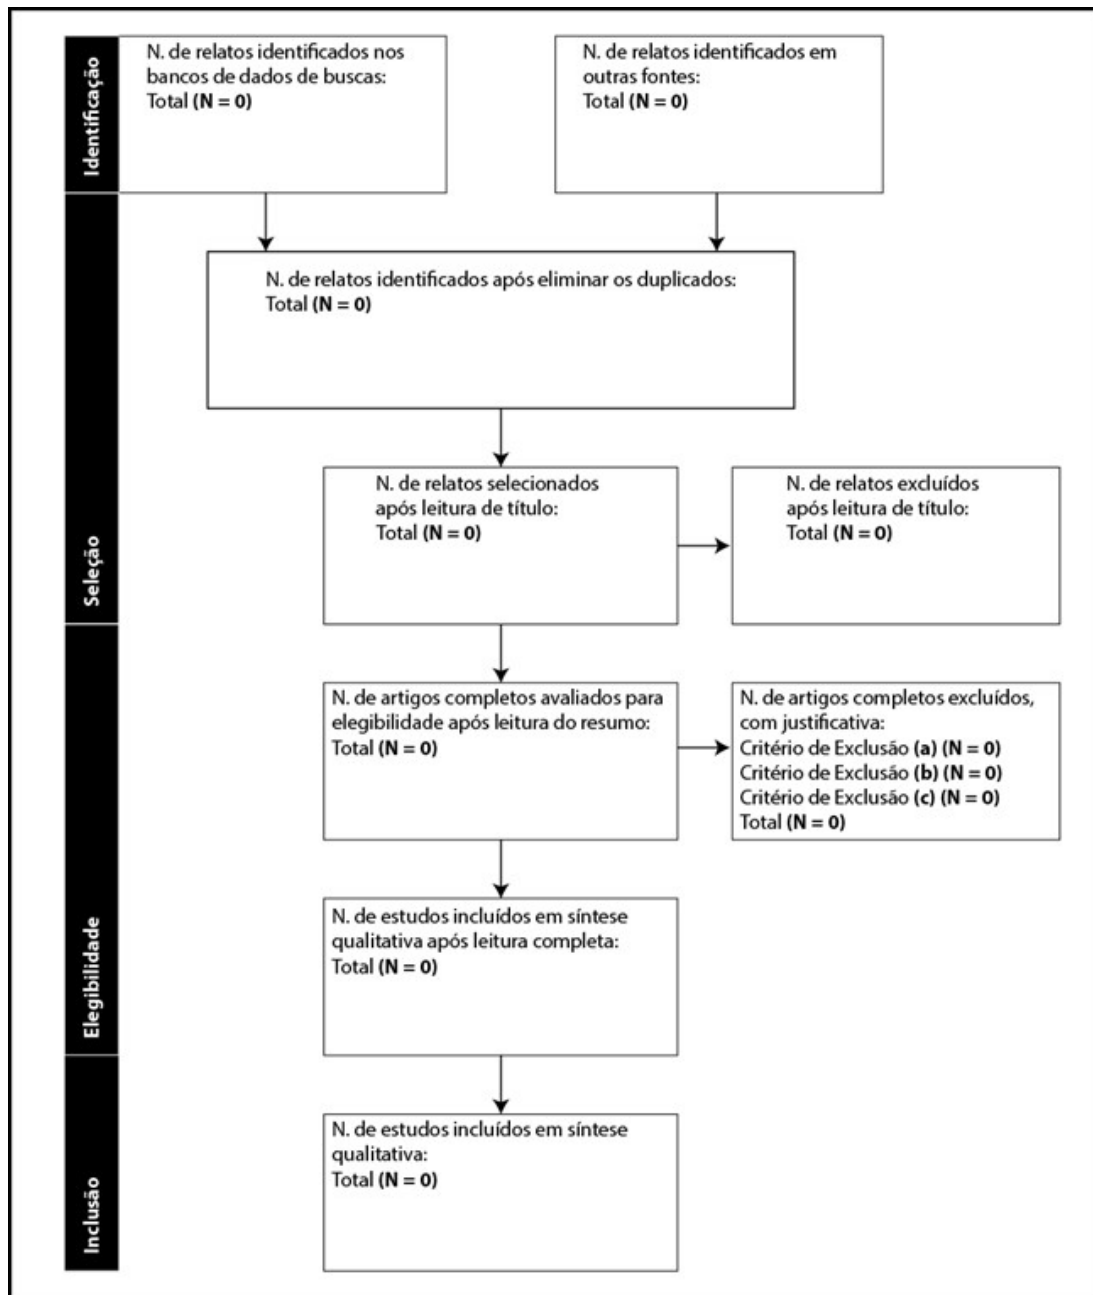 Identificação
N. de relatos identificados nos
bancos de dados de buscas:
Total (N = 0)
N. de relatos identificados em
outras fontes:
Total (N = 0)
Seleção
N. de relatos identificados após eliminar os duplicados:
Total (N = 0)
N. de relatos selecionados
após leitura de título:
Total (N = 0)
N. de relatos excluídos
após leitura de título:
Total (N = 0)
Elegibilidade
N. de artigos completos avaliados para
elegibilidade após leitura do resumo:
Total (N = 0)
N. de artigos completos excluídos,
com justificativa:
Critério de Exclusão (a) (N = 0)
Critério de Exclusão (b) (N = 0)
Critério de Exclusão (c) (N = 0)
Total (N = 0)
N. de estudos incluídos em síntese
qualitativa após leitura completa:
Total (N = 0)
Inclusão
N. de estudos incluídos em síntese
qualitativa:
Total (N = 0)